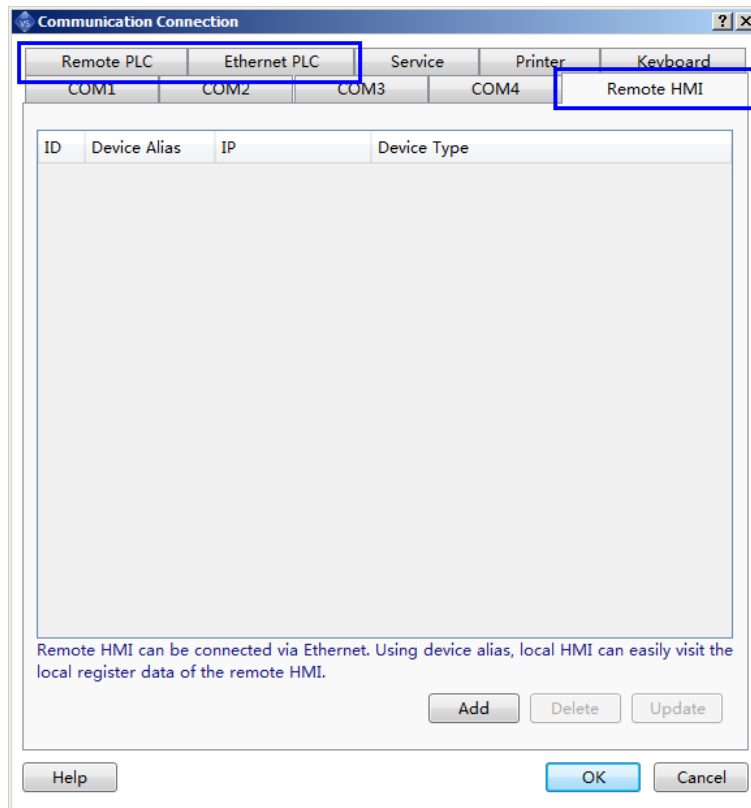 VS Communication Connection ?
Remote PLC Ethernet PLC Service Printer Keyboard
COM1 COM2 COM3 COM4 Remote HMI
ID Device Alias IP Device Type
Remote HMI can be connected via Ethernet. Using device alias, local HMI can easily visit the
local register data of the remote HMI.
Add Delete Update
Help OK Cancel